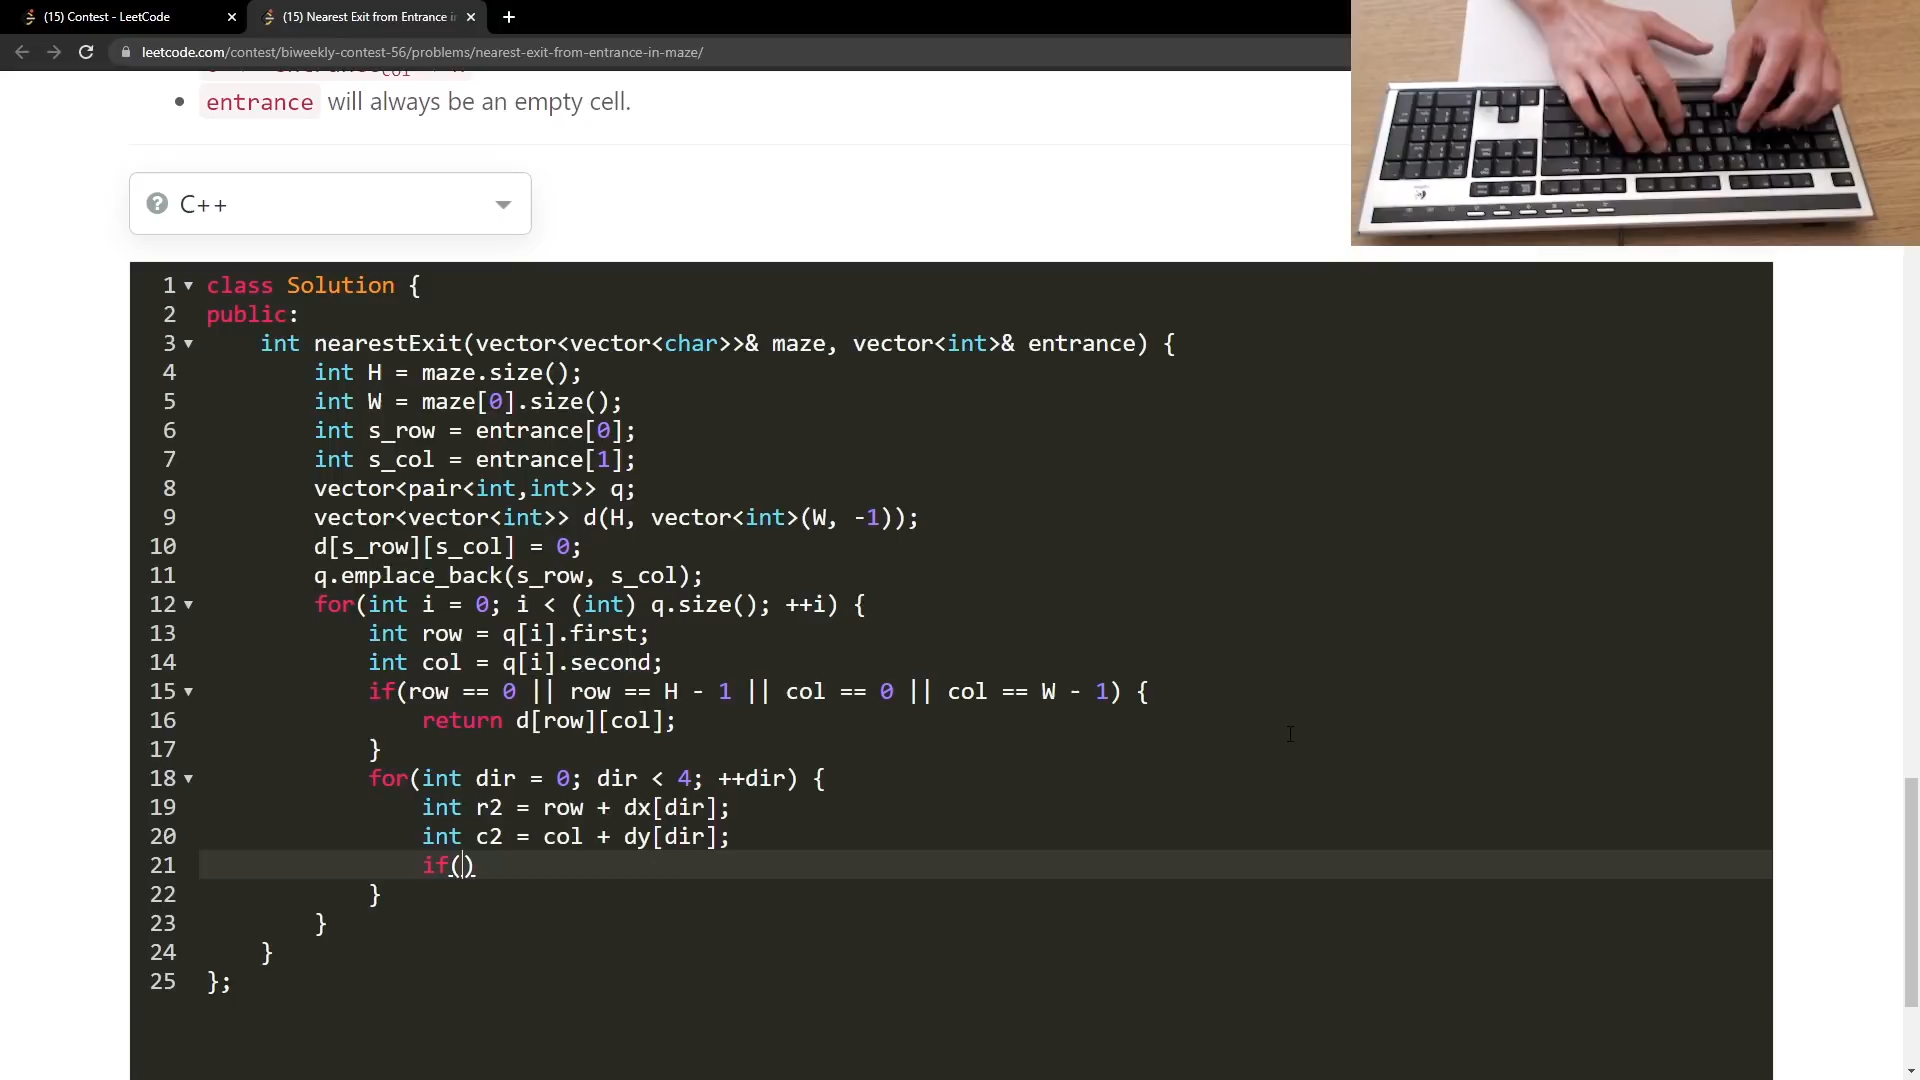 (15) Contest - LeetCode
(15) Nearest Exit from Entrance i
leetcode.com/contest/biweekly-contest-56/problems/nearest-exit-from-entrance-in-maze/
entrance will always be an empty cell.
C++
1 class Solution {
2 public:
3 int nearestExit(vector<vector<char>>& maze, vector<int>& entrance) {
4 int H = maze.size();
5 int W = maze[0].size();
6 int s_row = entrance[0];
7 int s_col = entrance[1];
8 vector<pair<int,int>> q;
9 vector<vector<int>> d(H, vector<int>(W, -1));
10 d[s_row][s_col] = 0;
11 q.emplace_back(s_row, s_col);
12 for(int i = 0; i < (int) q.size(); ++i) {
13 int row = q[i].first;
14 int col = q[i].second;
15 if(row == 0 || row == H - 1 || col == 0 || col == W - 1) {
16 return d[row][col];
17 }
18 for(int dir = 0; dir < 4; ++dir) {
19 int r2 = row + dx[dir];
20 int c2 = col + dy[dir];
21 if()
22 }
23 }
24 }
25 };